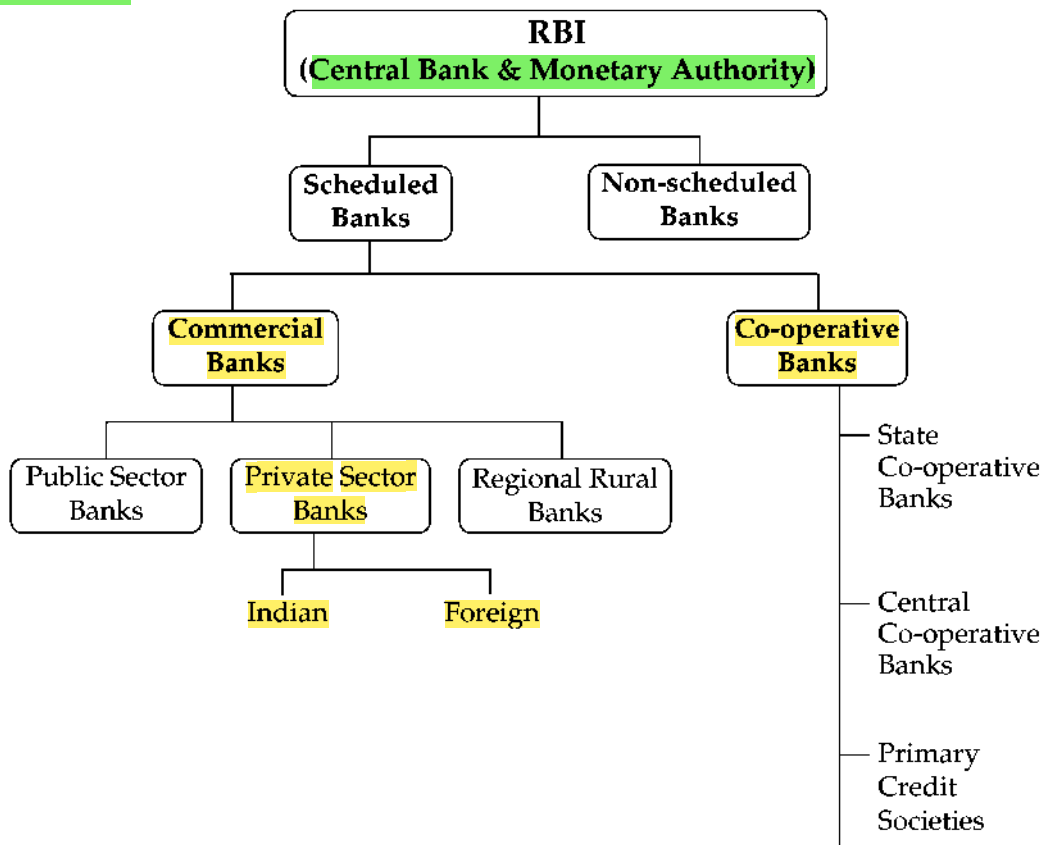 RBI
(Central Bank & Monetary Authority)
Scheduled
Banks
Non-scheduled
Banks
Commercial
Banks
Co-operative
Banks
Public Sector
Banks
Private Sector
Banks
Regional Rural
Banks
Indian
Foreign
State
Co-operative
Banks
Central
Co-operative
Banks
Primary
Credit
Societies